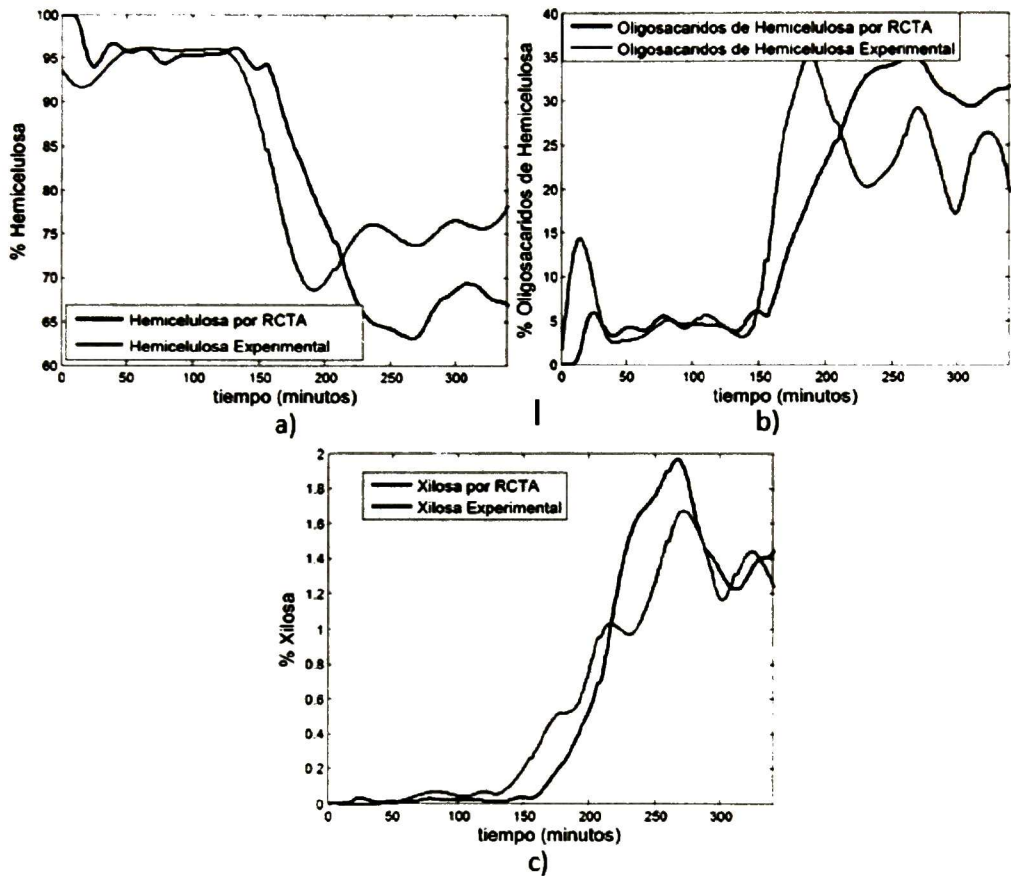 100
95
90
85
80
75
70
65
60
% Hemicelulosa
Hemicelulosa por RCTA
Hemicelulosa Experimental
0 50 100 150 200 250 300
tiempo (minutos)
a)
40
35
30
25
20
15
10
5
0
% Oligosacaridos de Hemicelulosa
Oligosacaridos de Hemicelulosa por RCTA
Oligosacaridos de Hemicelulosa Experimental
0 50 100 150 200 250 300
tiempo (minutos)
b)
2
1.8
1.6
1.4
1.2
1
0.8
0.6
0.4
0.2
0
% Xilosa
Xilosa por RCTA
Xilosa Experimental
0 50 100 150 200 250 300
tiempo (minutos)
c)